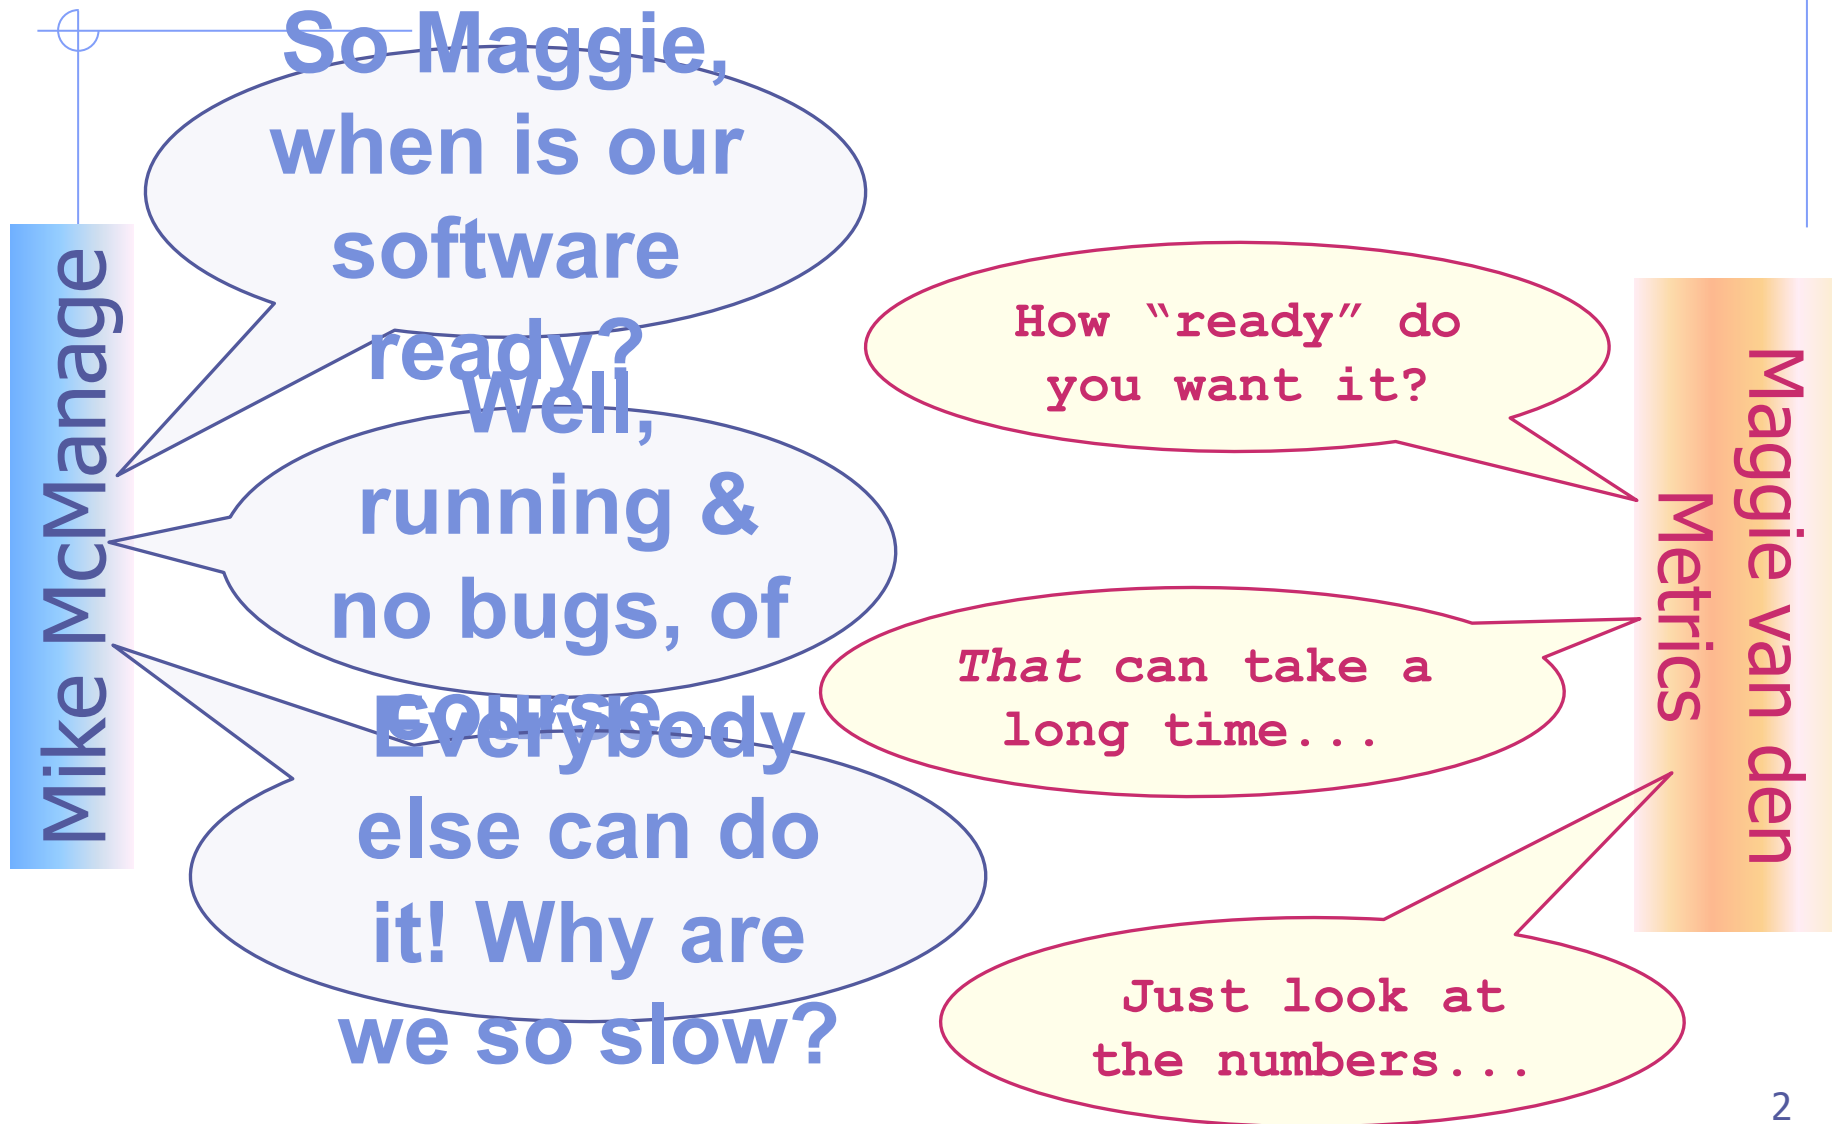 Mike McManage
So Maggie,
when is our
software
ready?
How “ready” do
you want it?
Well,
running &
no bugs, of
course.
That can take a
long time...
Everybody
else can do
it! Why are
we so slow?
Just look at
the numbers...
Maggie van den
Metrics
2